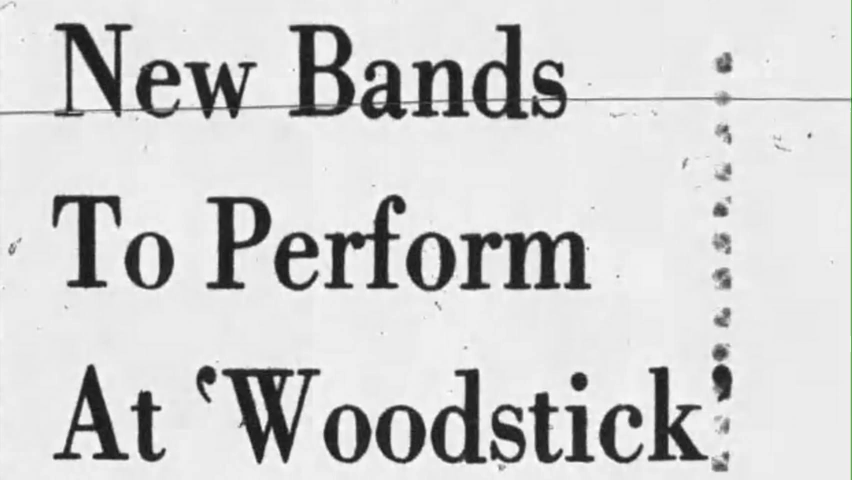 New Bands
To Perform
At ‘Woodstick’